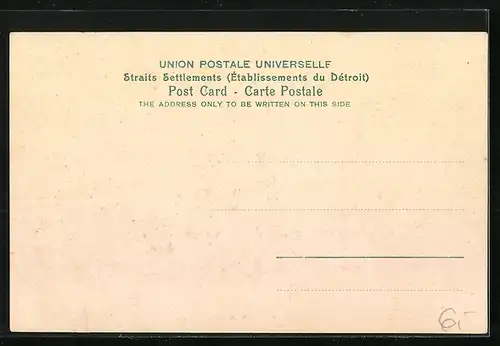 UNION POSTALE UNIVERSELLE
Straits Settlements (Établissements du Détroit)
Post Card - Carte Postale
THE ADDRESS ONLY TO BE WRITTEN ON THIS SIDE
6,-